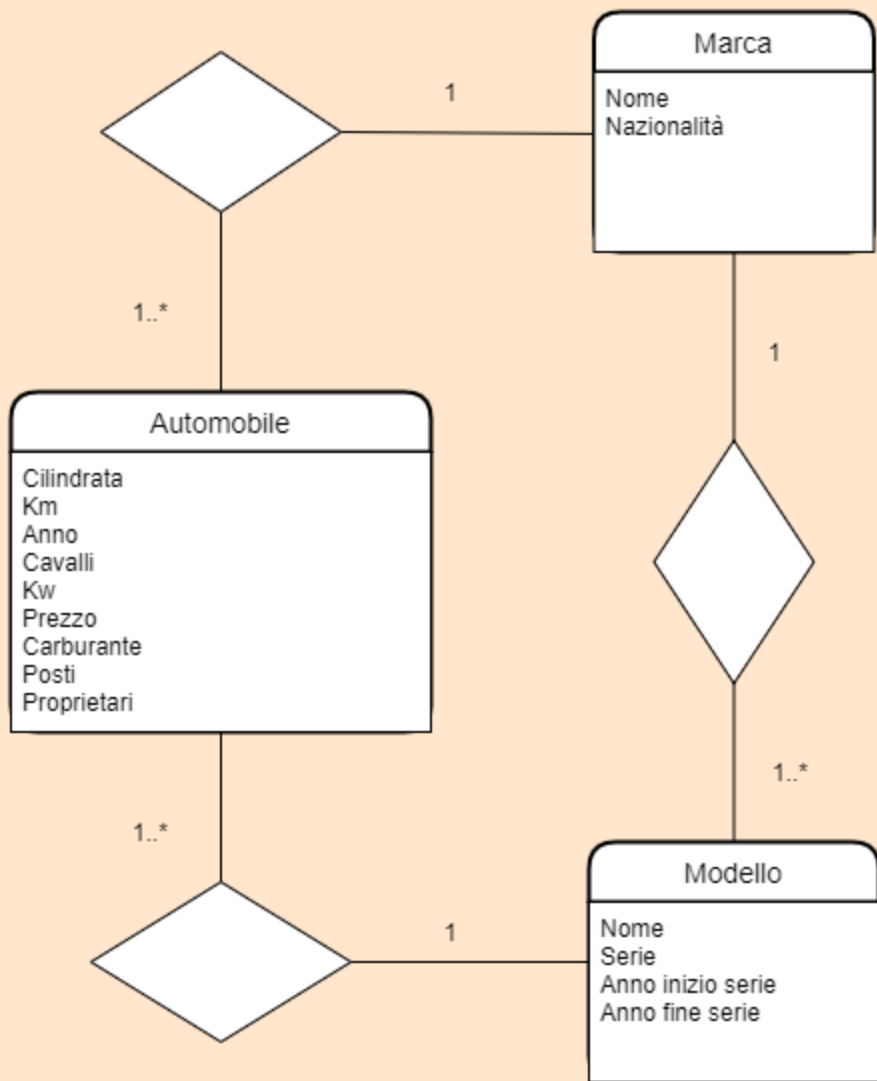 Marca
Nome
Nazionalità
1
1..*
1
Automobile
Cilindrata
Km
Anno
Cavalli
Kw
Prezzo
Carburante
Posti
Proprietari
1..*
1..*
1
Modello
Nome
Serie
Anno inizio serie
Anno fine serie